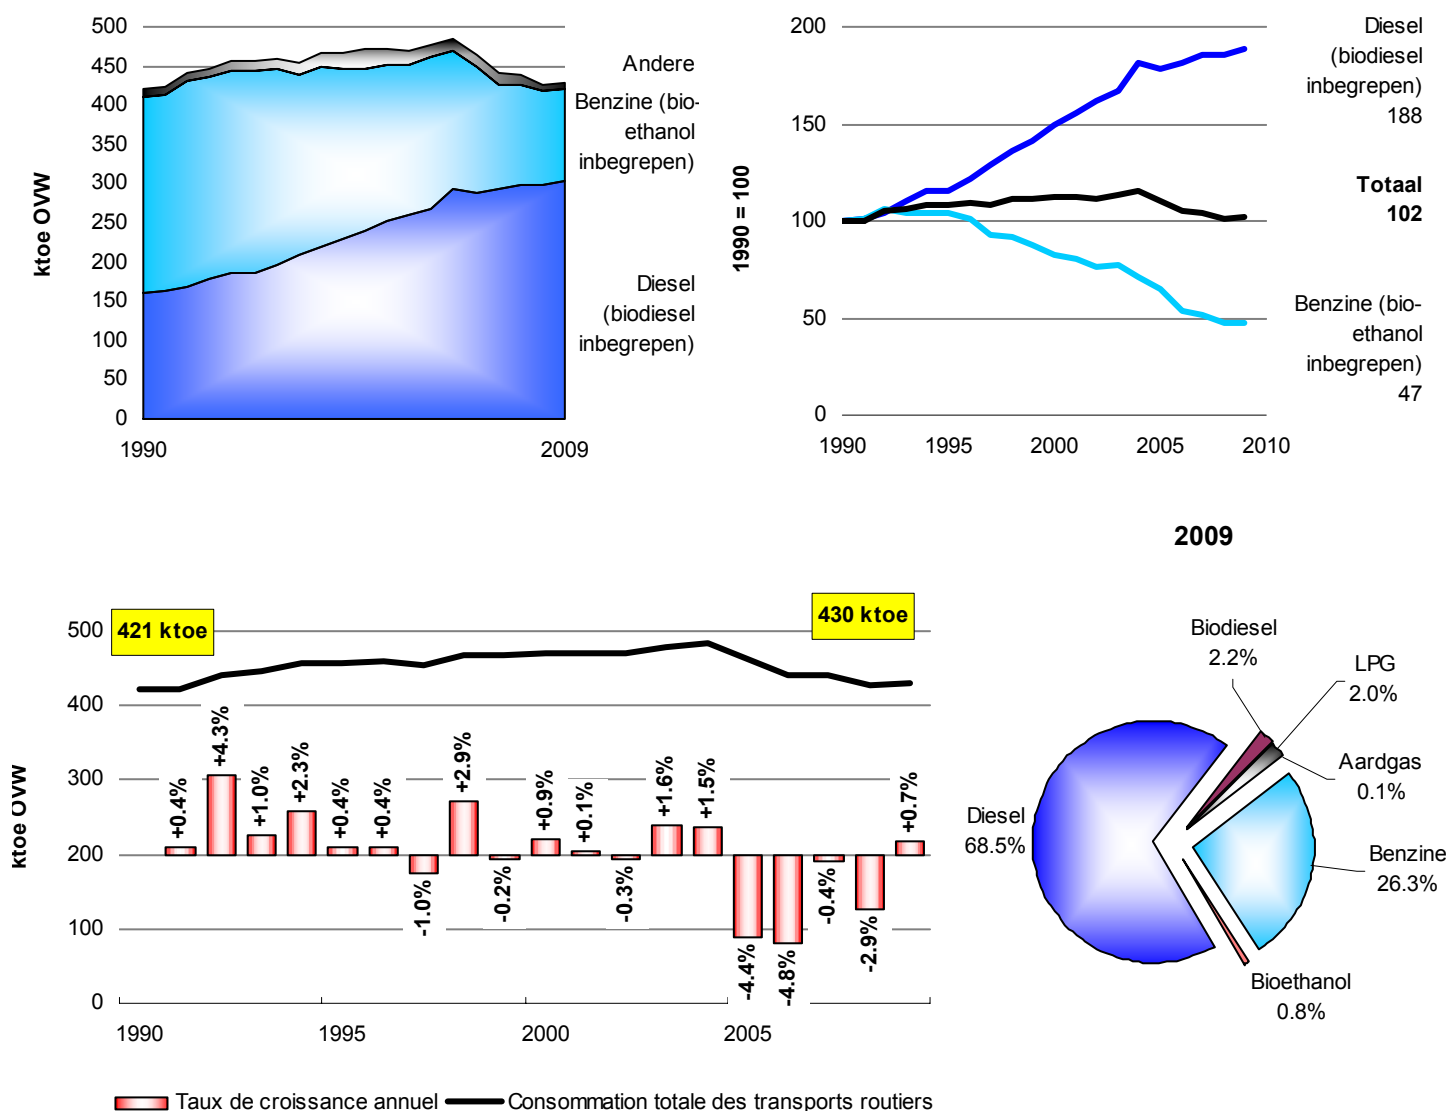 500
450
400
350
300
250
200
150
100
50
0
ktoe OVW
1990
2009
Andere
Benzine (bio-
ethanol
inbegrepen)
Diesel
(biodiesel
inbegrepen)
200
150
100
50
0
1990 = 100
1990
1995
2000
2005
2010
Diesel
(biodiesel
inbegrepen)
188
Totaal
102
Benzine (bio-
ethanol
inbegrepen)
47
500
400
300
200
100
0
ktoe OVW
421 ktoe
430 ktoe
+0.4%
+4.3%
+1.0%
+2.3%
+0.4%
+0.4%
-1.0%
+2.9%
-0.2%
+0.9%
+0.1%
-0.3%
+1.6%
+1.5%
-4.4%
-4.8%
-0.4%
-2.9%
+0.7%
1990
1995
2000
2005
Taux de croissance annuel
Consommation totale des transports routiers
2009
Biodiesel
2.2%
LPG
2.0%
Aardgas
0.1%
Diesel
68.5%
Benzine
26.3%
Bioethanol
0.8%